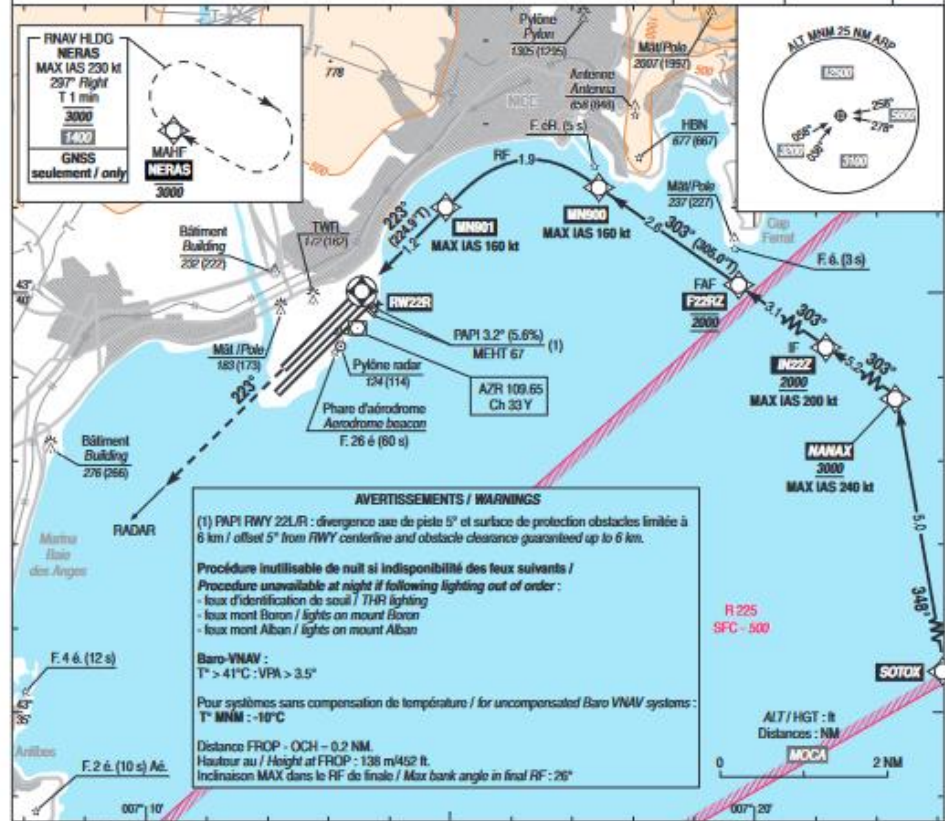 RNAV HLDG
NERAS
MAX IAS 230 kt
297° Right
T 1 min
3000
1400
GNSS
seulement / only
MAHF
NERAS
3000
778
500
Pylône
Pylon
1305 (1295)
NICE
Mât/Pole
2007 (1997)
1000
500
Antenne
Antenna
858 (848)
F. éR. (5 s)
HBN
677 (667)
Mât/Pole
237 (227)
Cap
Ferrat
F. é. (3 s)
ALT MNM 25 NM ARP
12500
258°
5600
278°
058°
038°
3100
RF
1.9
MN901
MAX IAS 160 kt
MN900
MAX IAS 160 kt
223°
(224.9°T)
1.2
2.6
303°
(305.0°T)
FAF
F22RZ
2000
3.1
303°
IF
IN22Z
2000
MAX IAS 200 kt
5.2
303°
NANAX
3000
MAX IAS 240 kt
5.0
348°
SOTOX
Bâtiment
Building
232 (222)
TWR
172 (162)
43°
40'
RW22R
PAPI 3.2° (5.6%)
MEHT 67
(1)
Mât/Pole
183 (173)
Pylône radar
124 (114)
AZR 109.65
Ch 33 Y
Phare d'aérodrome
Aerodrome beacon
F. 26 é (60 s)
223°
RADAR
Bâtiment
Building
276 (266)
Marina
Baie
des Anges
AVERTISSEMENTS / WARNINGS
(1) PAPI RWY 22L/R : divergence axe de piste 5° et surface de protection obstacles limitée à
6 km / offset 5° from RWY centerline and obstacle clearance guaranteed up to 6 km.
Procédure inutilisable de nuit si indisponibilité des feux suivants /
Procedure unavailable at night if following lighting out of order :
- feux d'identification de seuil / THR lighting
- feux mont Boron / lights on mount Boron
- feux mont Alban / lights on mount Alban
Baro-VNAV :
T° > 41°C : VPA > 3.5°
Pour systèmes sans compensation de température / for uncompensated Baro VNAV systems :
T° MNM : -10°C
Distance FROP - OCH = 0.2 NM.
Hauteur au / Height at FROP : 138 m/452 ft.
Inclinaison MAX dans le RF de finale / Max bank angle in final RF : 26°
R 225
SFC - 500
ALT / HGT : ft
Distances : NM
MOCA
0
2 NM
F. 4 é. (12 s)
43°
36'
Antibes
F. 2 é. (10 s) Aé.
007° 10'
007° 20'